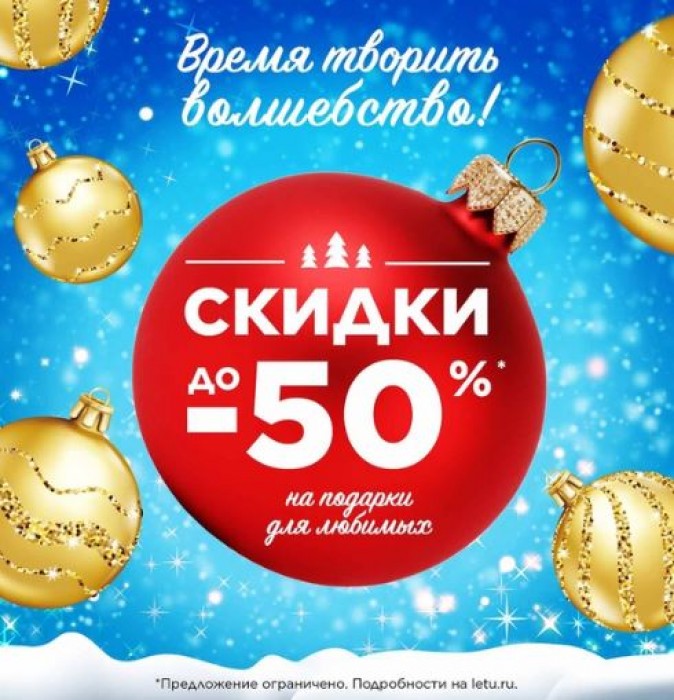 Время творить
волшебство!
СКИДКИ
ДО
-50%*
на подарки
для любимых
*Предложение ограничено. Подробности на letu.ru.